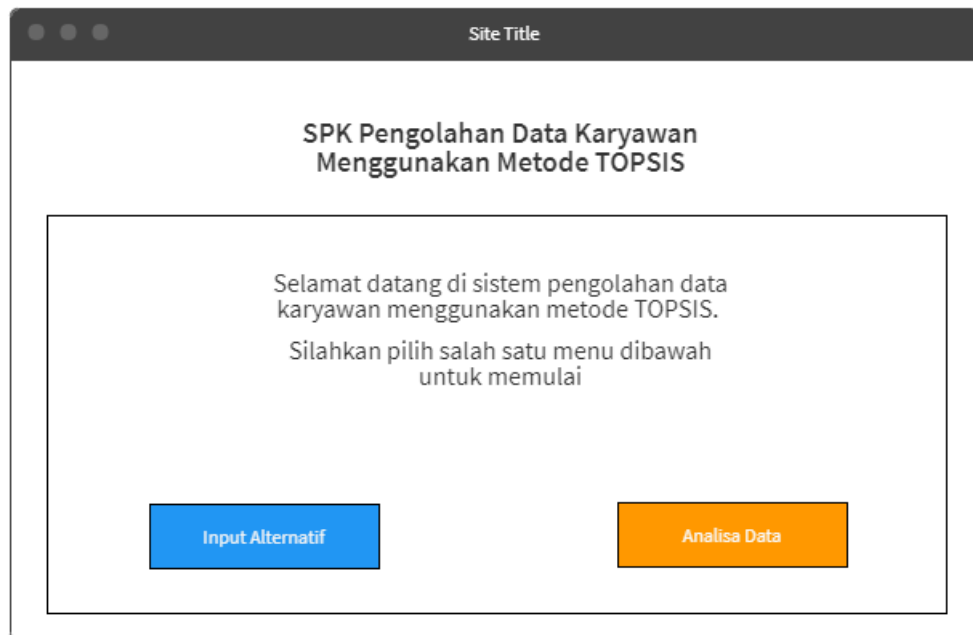 Site Title
SPK Pengolahan Data Karyawan
Menggunakan Metode TOPSIS
Selamat datang di sistem pengolahan data
karyawan menggunakan metode TOPSIS.
Silahkan pilih salah satu menu dibawah
untuk memulai
Input Alternatif
Analisa Data